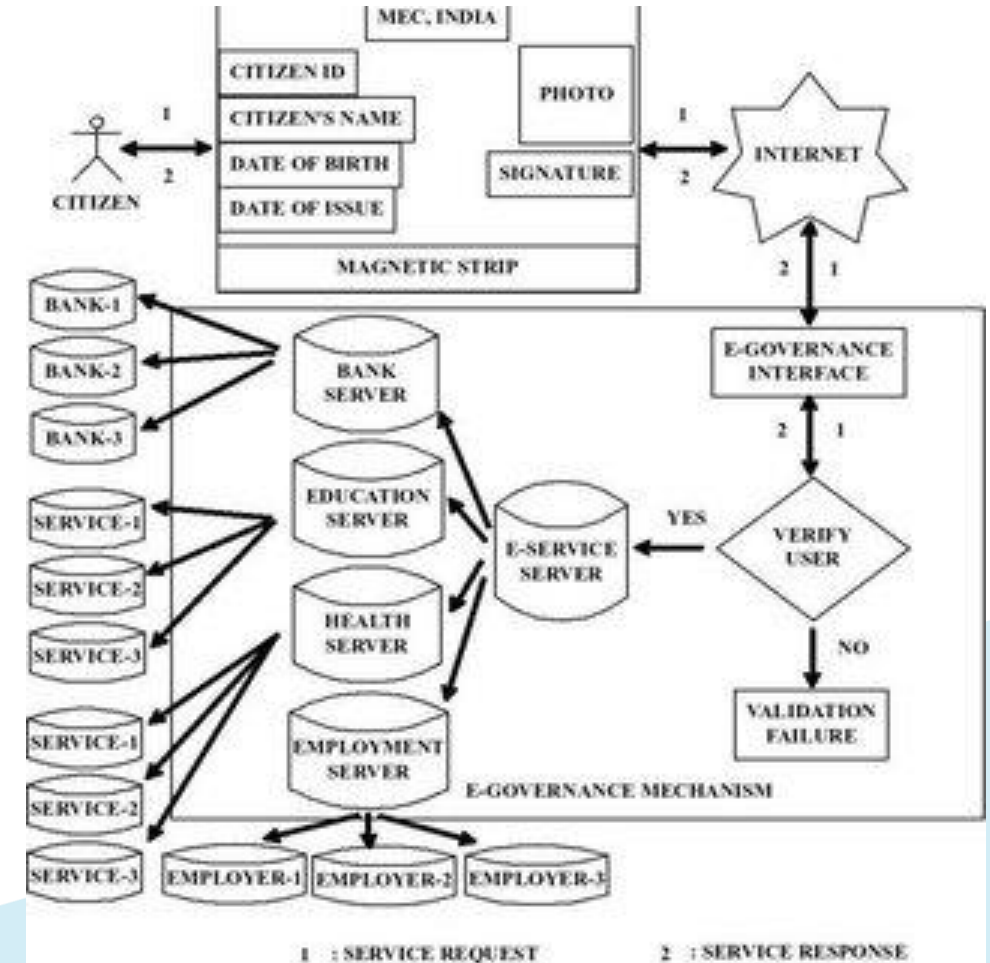 MEC, INDIA
CITIZEN ID
CITIZEN'S NAME
DATE OF BIRTH
DATE OF ISSUE
PHOTO
SIGNATURE
MAGNETIC STRIP
1
2
CITIZEN
1
2
INTERNET
2
1
E-GOVERNANCE
INTERFACE
2
1
VERIFY
USER
YES
NO
VALIDATION
FAILURE
E-SERVICE
SERVER
BANK
SERVER
EDUCATION
SERVER
HEALTH
SERVER
EMPLOYMENT
SERVER
E-GOVERNANCE MECHANISM
BANK-1
BANK-2
BANK-3
SERVICE-1
SERVICE-2
SERVICE-3
SERVICE-1
SERVICE-2
SERVICE-3
EMPLOYER-1
EMPLOYER-2
EMPLOYER-3
1 : SERVICE REQUEST
2 : SERVICE RESPONSE